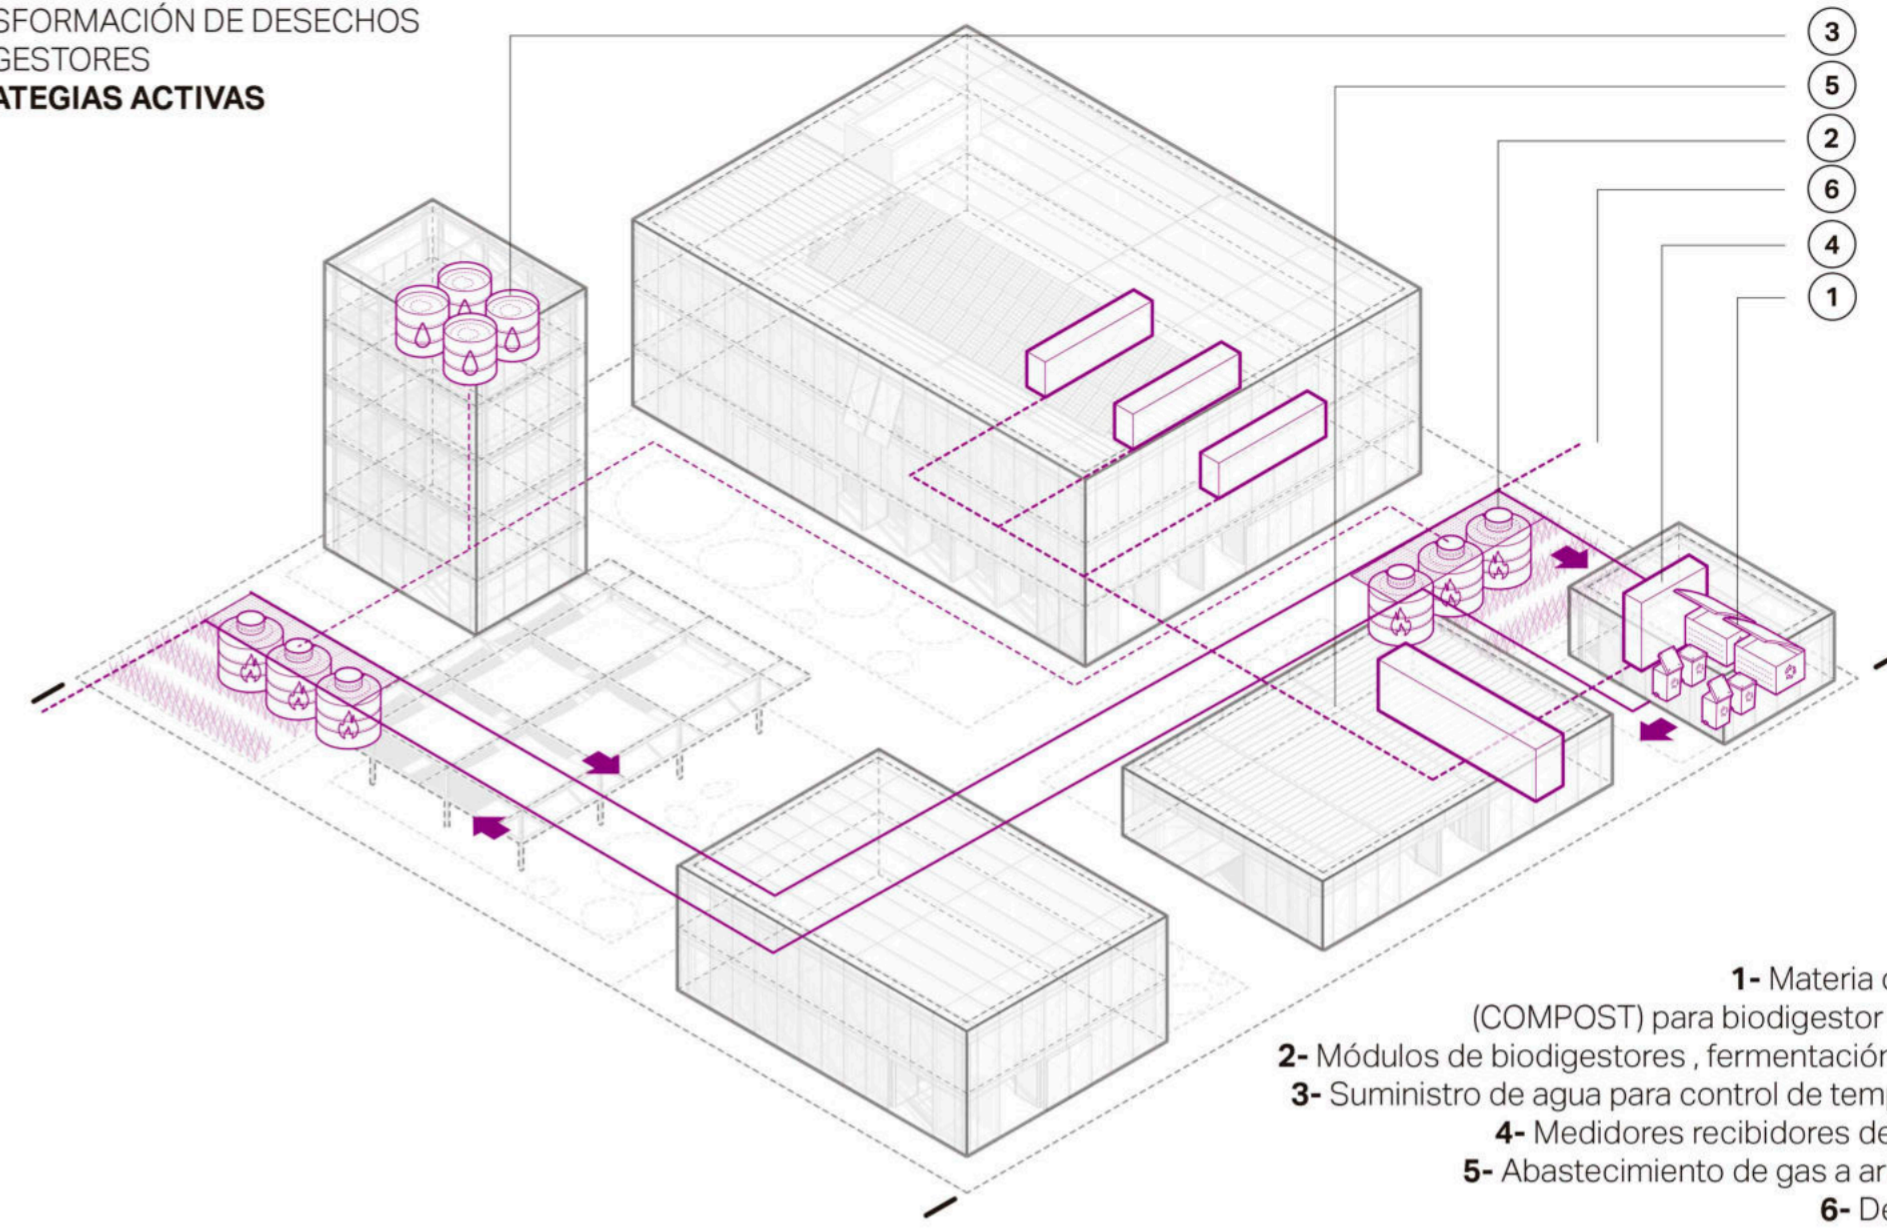 SFORMACIÓN DE DESECHOS
GESTORES
ATEGIAS ACTIVAS
3
5
2
6
4
1
1- Materia
(COMPOST) para biodigestor
2- Módulos de biodigestores , fermentación
3- Suministro de agua para control de tem
4- Medidores recibidores de
5- Abastecimiento de gas a ar
6- De